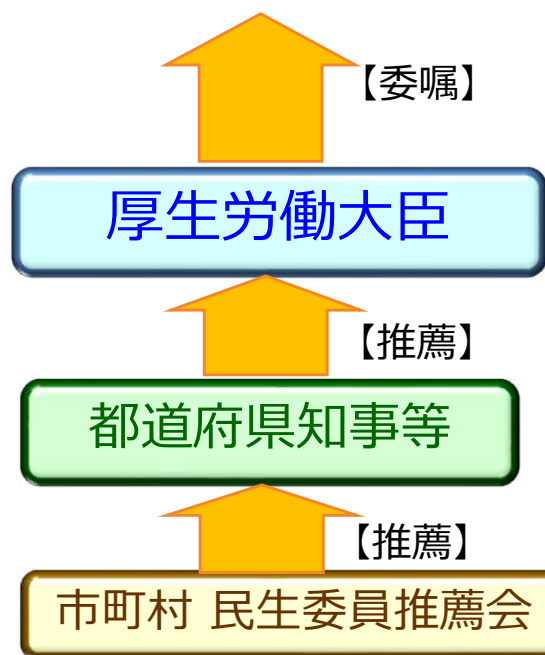 【委嘱】
厚生労働大臣
【推薦】
都道府県知事等
【推薦】
市町村 民生委員推薦会